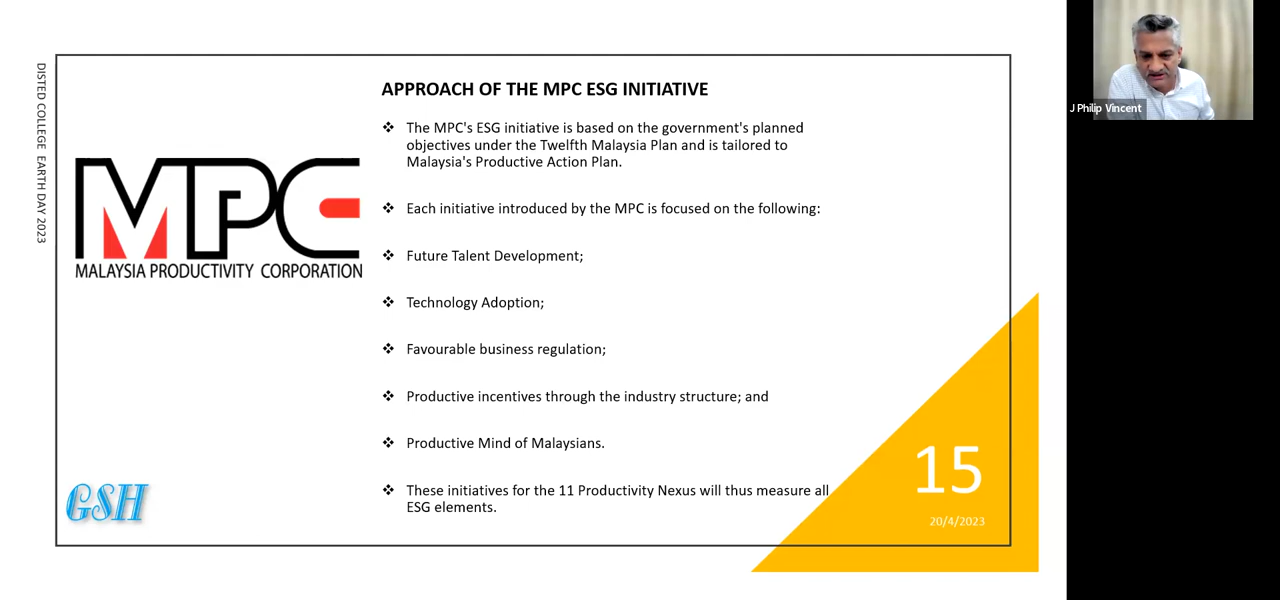 DISTED COLLEGE EARTH DAY 2023
MPC
MALAYSIA PRODUCTIVITY CORPORATION
APPROACH OF THE MPC ESG INITIATIVE
❖ The MPC's ESG initiative is based on the government's planned
objectives under the Twelfth Malaysia Plan and is tailored to
Malaysia's Productive Action Plan.
❖ Each initiative introduced by the MPC is focused on the following:
❖ Future Talent Development;
❖ Technology Adoption;
❖ Favourable business regulation;
❖ Productive incentives through the industry structure; and
❖ Productive Mind of Malaysians.
❖ These initiatives for the 11 Productivity Nexus will thus measure all
ESG elements.
GSH
15
20/4/2023
J Philip Vincent